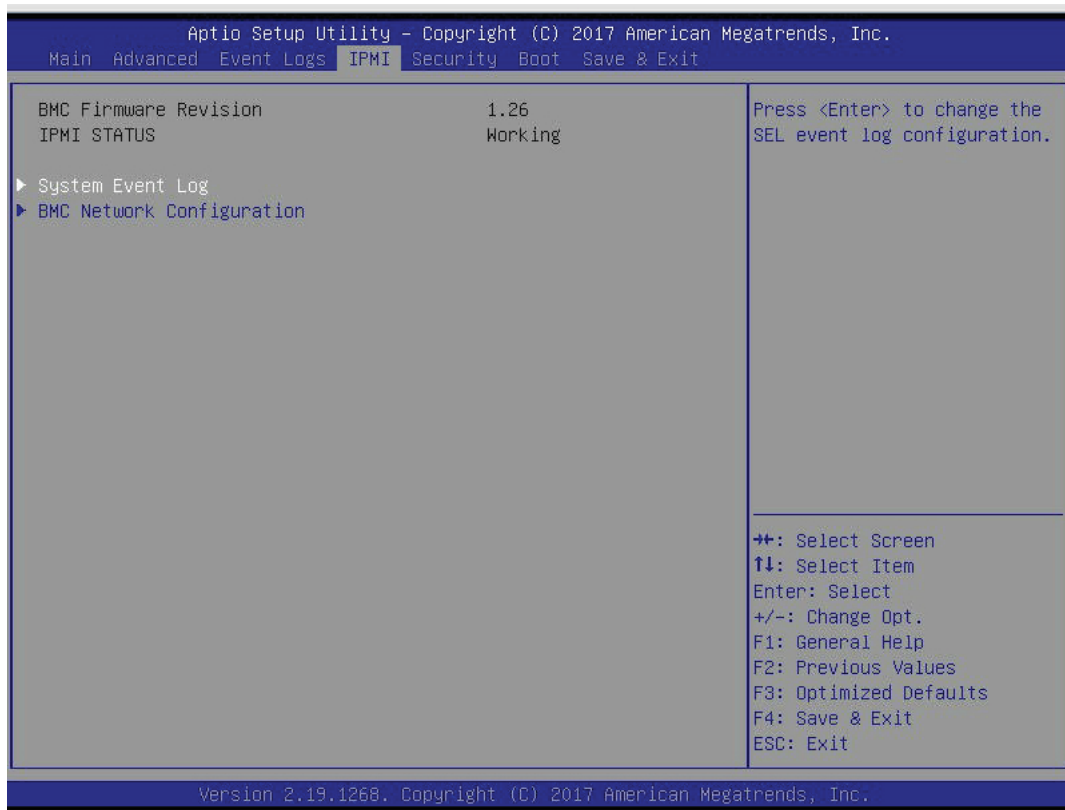 Aptio Setup Utility – Copyright (C) 2017 American Megatrends, Inc.
Main Advanced Event Logs IPMI Security Boot Save & Exit
BMC Firmware Revision 1.26
IPMI STATUS Working
▶ System Event Log
▶ BMC Network Configuration
Press <Enter> to change the
SEL event log configuration.
→←: Select Screen
↑↓: Select Item
Enter: Select
+/-: Change Opt.
F1: General Help
F2: Previous Values
F3: Optimized Defaults
F4: Save & Exit
ESC: Exit
Version 2.19.1268. Copyright (C) 2017 American Megatrends, Inc.